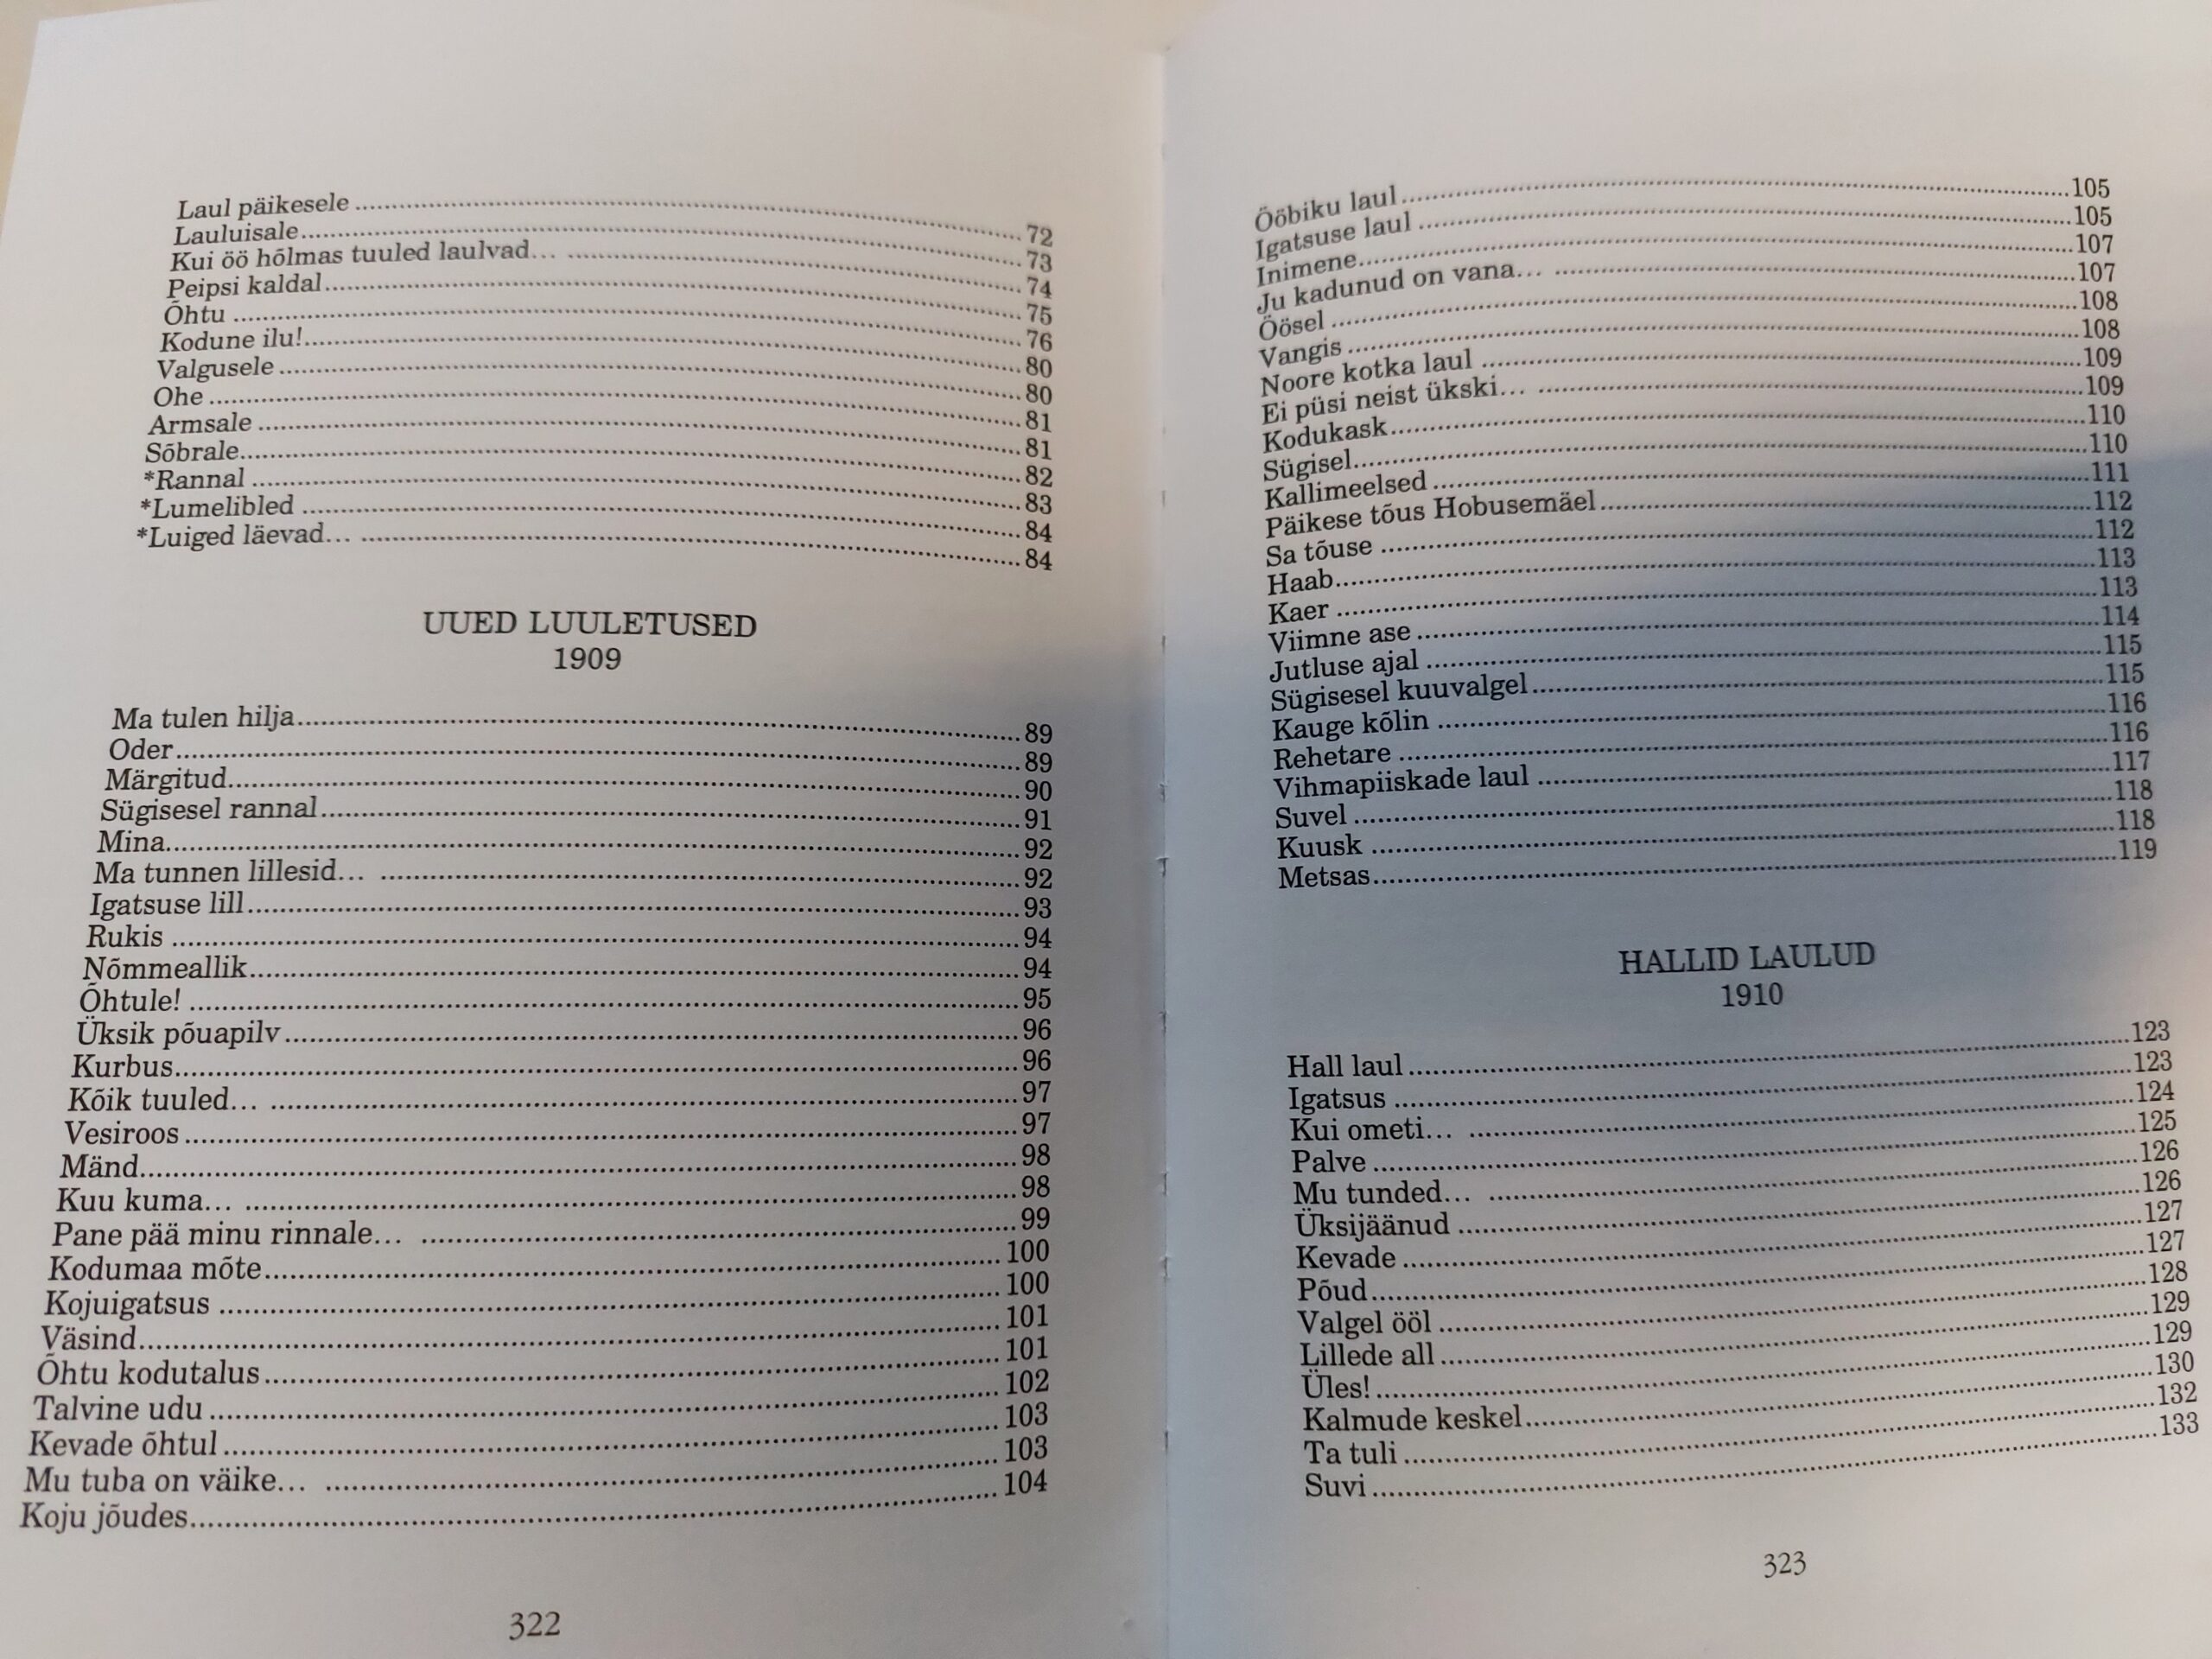 Laul päikesele ........ 72
Lauluisale ........ 73
Kui öö hõlmas tuuled laulvad... ........ 74
Peipsi kaldal ........ 75
Õhtu ........ 76
Kodune ilu! ........ 80
Valgusele ........ 80
Ohe ........ 81
Armsale ........ 81
Sõbrale ........ 82
*Rannal ........ 83
*Lumelibled ........ 84
*Luiged läevad... ........ 84
UUED LUULETUSED
1909
Ma tulen hilja ........ 89
Oder ........ 89
Märgitud ........ 90
Sügisesel rannal ........ 91
Mina ........ 92
Ma tunnen lillesid... ........ 92
Igatsuse lill ........ 93
Rukis ........ 94
Nõmmeallik ........ 94
Õhtule! ........ 95
Üksik põuapilv ........ 96
Kurbus ........ 96
Kõik tuuled... ........ 97
Vesiroos ........ 97
Mänd ........ 98
Kuu kuma... ........ 98
Pane pää minu rinnale... ........ 99
Kodumaa mõte ........ 100
Kojuigatsus ........ 100
Väsind ........ 101
Õhtu kodutalus ........ 101
Talvine udu ........ 102
Kevade õhtul ........ 103
Mu tuba on väike... ........ 103
Koju jõudes ........ 104
322
Ööbiku laul ........ 105
Igatsuse laul ........ 105
Inimene ........ 107
Ju kadunud on vana... ........ 107
Öösel ........ 108
Vangis ........ 108
Noore kotka laul ........ 109
Ei püsi neist ükski... ........ 109
Kodukask ........ 110
Sügisel ........ 110
Kallimeelsed ........ 111
Päikese tõus Hobusemäel ........ 112
Sa tõuse ........ 112
Haab ........ 113
Kaer ........ 113
Viimne ase ........ 114
Jutluse ajal ........ 115
Sügisesel kuuvalgel ........ 115
Kauge kõlin ........ 116
Rehetare ........ 116
Vihmapiiskade laul ........ 117
Suvel ........ 118
Kuusk ........ 118
Metsas ........ 119
HALLID LAULUD
1910
Hall laul ........ 123
Igatsus ........ 123
Kui ometi... ........ 124
Palve ........ 125
Mu tunded... ........ 126
Üksijäänud ........ 126
Kevade ........ 127
Põud ........ 127
Valgel ööl ........ 128
Lillede all ........ 129
Üles! ........ 129
Kalmude keskel ........ 130
Ta tuli ........ 132
Suvi ........ 133
323